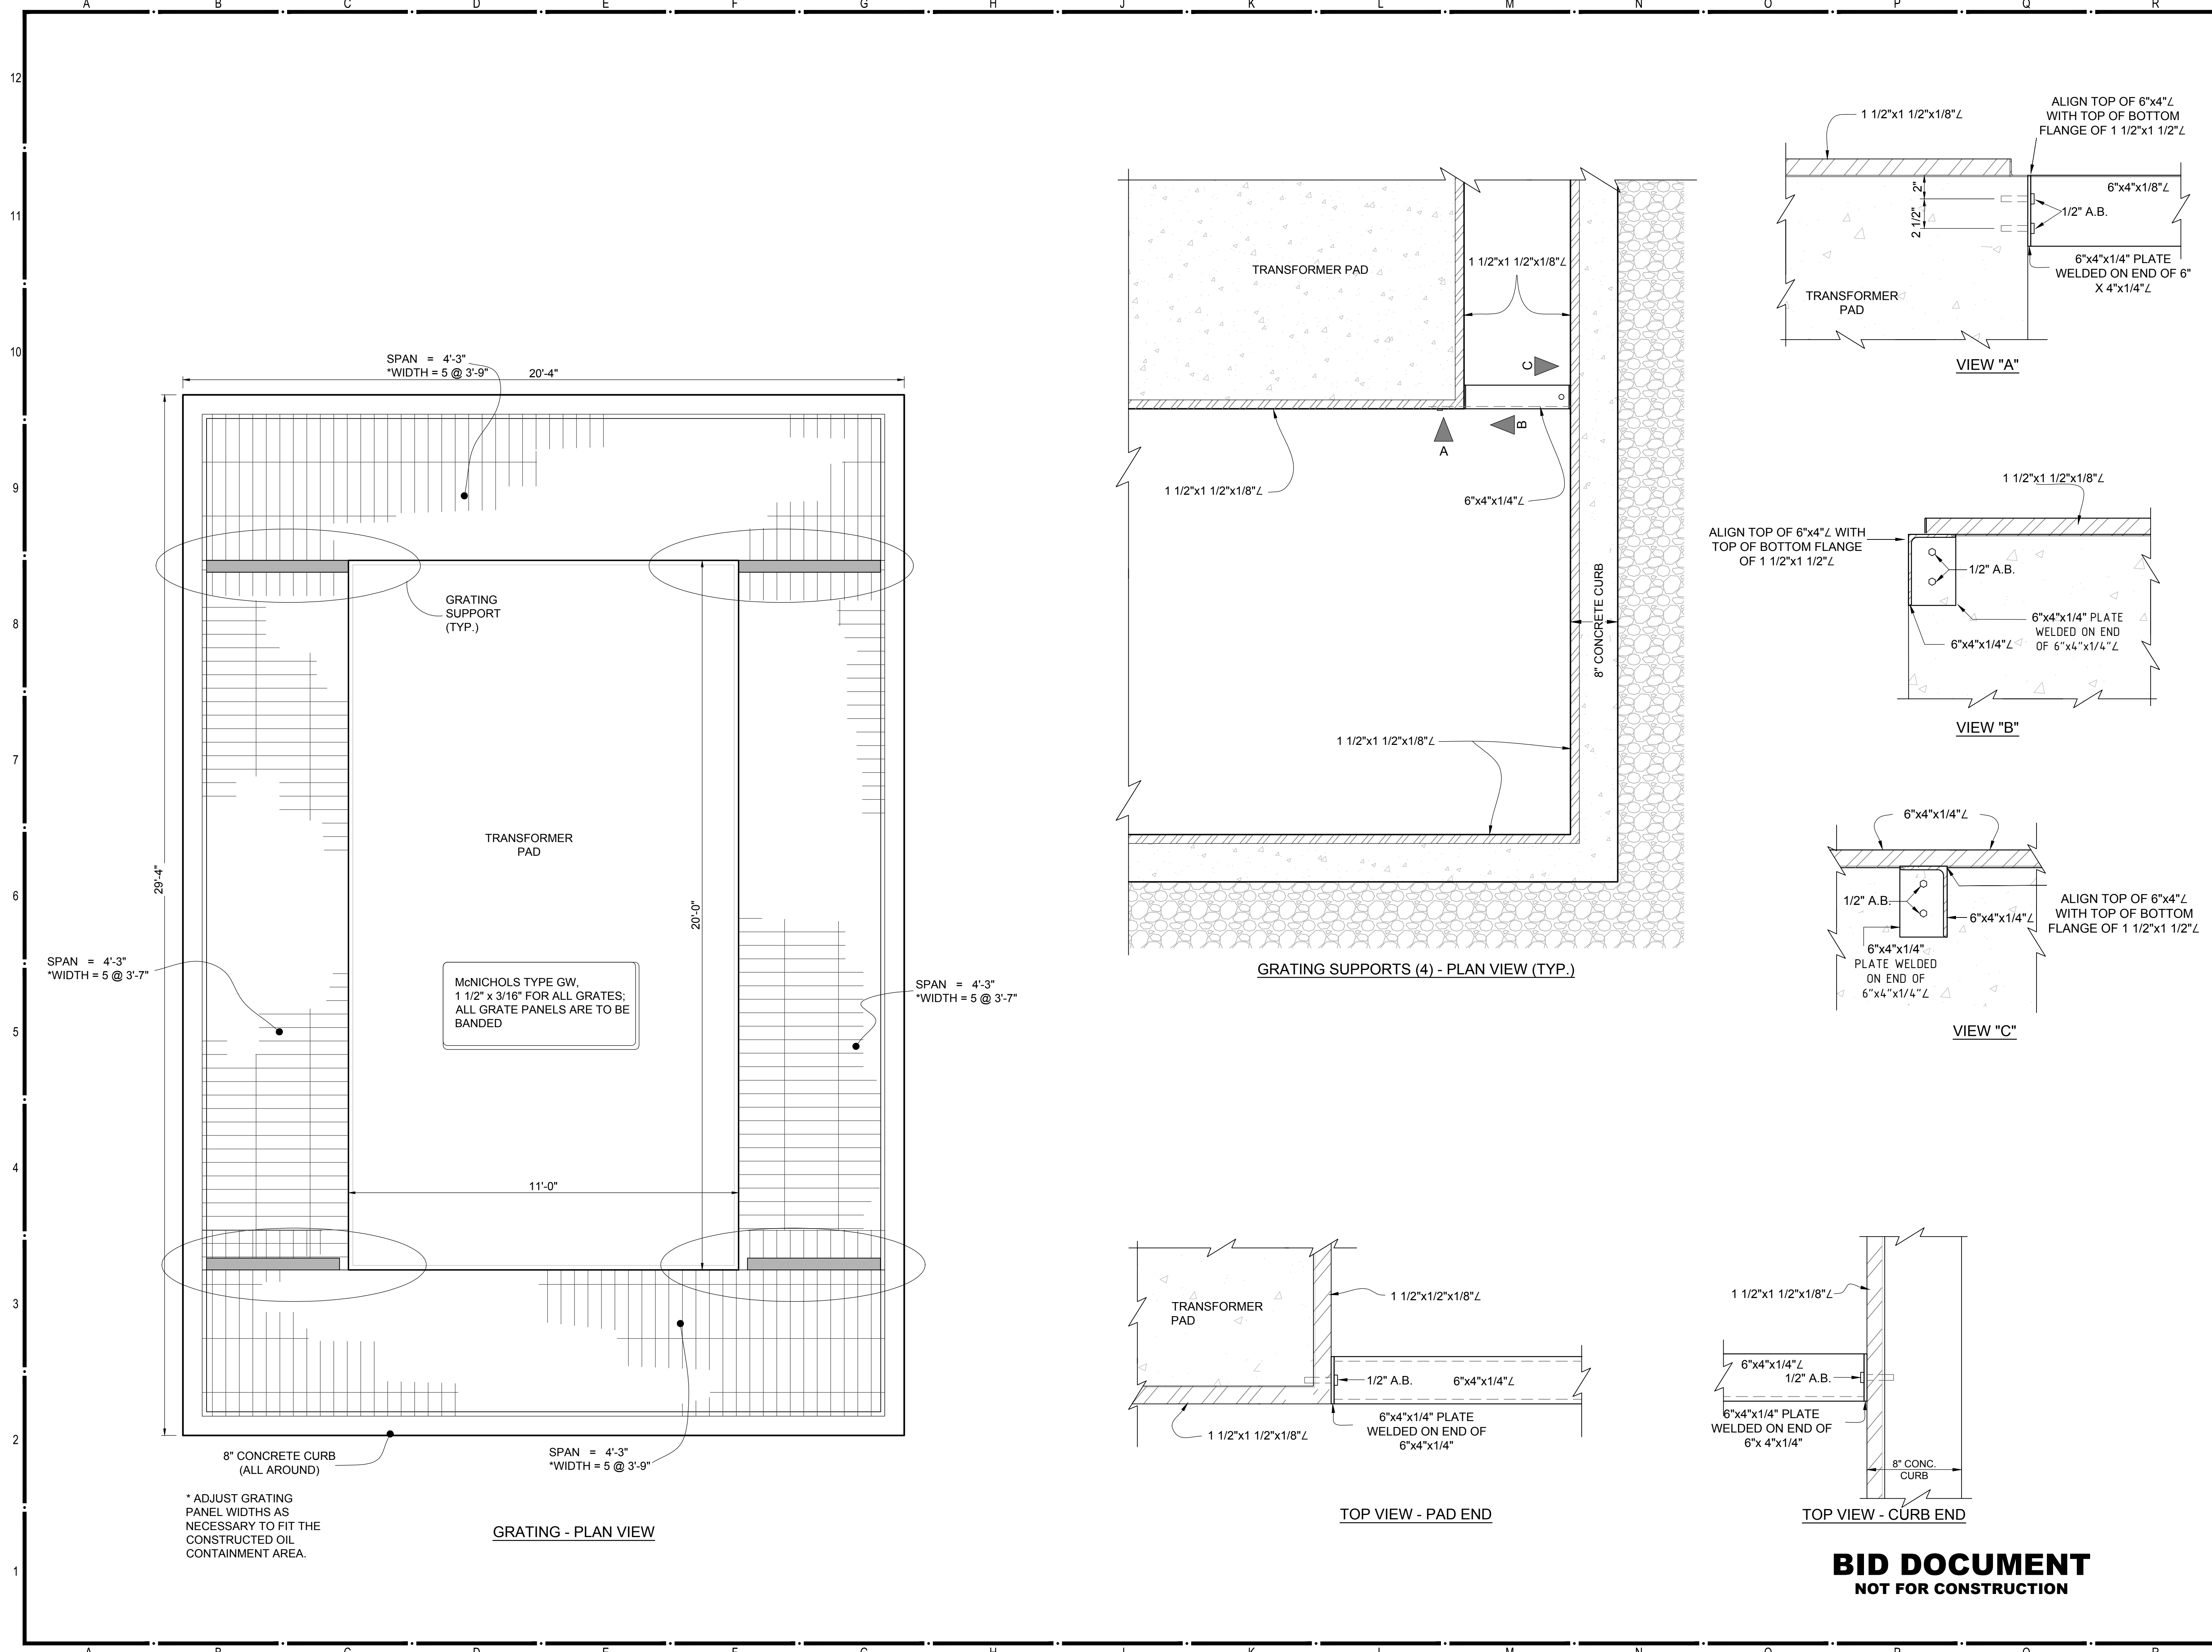 A B C D E F G H J K L M N O P Q R
12
11
10
9
8
7
6
5
4
3
2
1
SPAN = 4'-3"
*WIDTH = 5 @ 3'-9"
20'-4"
29'-4"
GRATING
SUPPORT
(TYP.)
TRANSFORMER
PAD
20'-0"
SPAN = 4'-3"
*WIDTH = 5 @ 3'-7"
McNICHOLS TYPE GW,
1 1/2" x 3/16" FOR ALL GRATES;
ALL GRATE PANELS ARE TO BE
BANDED
SPAN = 4'-3"
*WIDTH = 5 @ 3'-7"
11'-0"
8" CONCRETE CURB
(ALL AROUND)
SPAN = 4'-3"
*WIDTH = 5 @ 3'-9"
* ADJUST GRATING
PANEL WIDTHS AS
NECESSARY TO FIT THE
CONSTRUCTED OIL
CONTAINMENT AREA.
GRATING - PLAN VIEW
TRANSFORMER PAD
1 1/2"x1 1/2"x1/8"∠
C
B
A
1 1/2"x1 1/2"x1/8"∠
6"x4"x1/4"∠
8" CONCRETE CURB
1 1/2"x1 1/2"x1/8"∠
GRATING SUPPORTS (4) - PLAN VIEW (TYP.)
1 1/2"x1 1/2"x1/8"∠
ALIGN TOP OF 6"x4"∠
WITH TOP OF BOTTOM
FLANGE OF 1 1/2"x1 1/2"∠
2"
2 1/2"
6"x4"x1/8"∠
1/2" A.B.
6"x4"x1/4" PLATE
WELDED ON END OF 6"
X 4"x1/4"∠
TRANSFORMER
PAD
VIEW "A"
1 1/2"x1 1/2"x1/8"∠
ALIGN TOP OF 6"x4"∠ WITH
TOP OF BOTTOM FLANGE
OF 1 1/2"x1 1/2"∠
1/2" A.B.
6"x4"x1/4" PLATE
WELDED ON END
OF 6"x4"x1/4"∠
6"x4"x1/4"∠
VIEW "B"
6"x4"x1/4"∠
1/2" A.B.
6"x4"x1/4"∠
ALIGN TOP OF 6"x4"∠
WITH TOP OF BOTTOM
FLANGE OF 1 1/2"x1 1/2"∠
6"x4"x1/4"
PLATE WELDED
ON END OF
6"x4"x1/4"∠
VIEW "C"
TRANSFORMER
PAD
1 1/2"x1/2"x1/8"∠
1/2" A.B.
6"x4"x1/4"∠
1 1/2"x1 1/2"x1/8"∠
6"x4"x1/4" PLATE
WELDED ON END OF
6"x4"x1/4"
TOP VIEW - PAD END
1 1/2"x1 1/2"x1/8"∠
6"x4"x1/4"∠
1/2" A.B.
6"x4"x1/4" PLATE
WELDED ON END OF
6"x 4"x1/4"
8" CONC.
CURB
TOP VIEW - CURB END
BID DOCUMENT
NOT FOR CONSTRUCTION